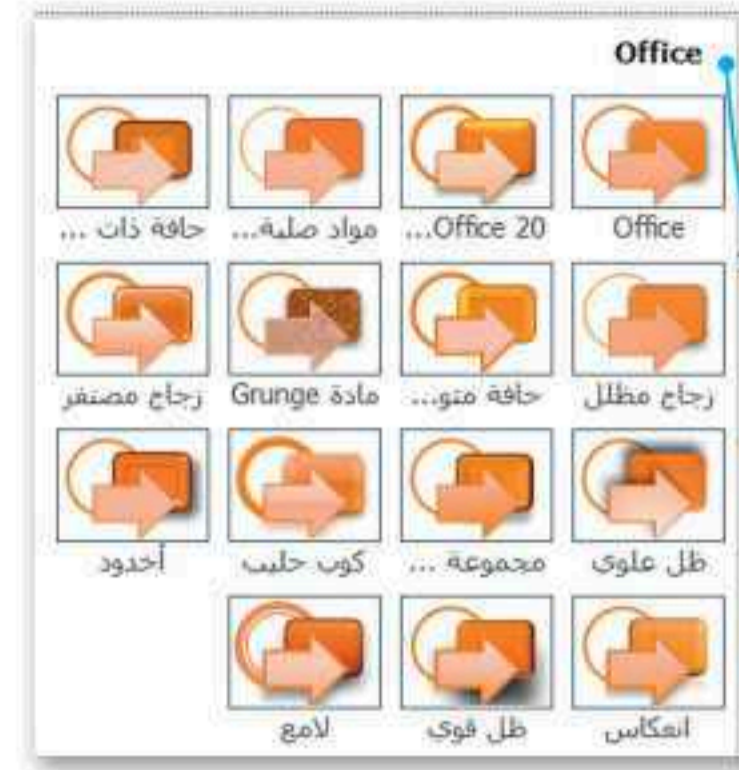 Office
Office
Office 20...
مواد صلبة...
حافة ذات ...
زجاج مظلل
حافة متو...
مادة Grunge
زجاج مصنفر
ظل علوي
مجموعة ...
كوب حليب
أخدود
انعكاس
ظل قوي
لامع